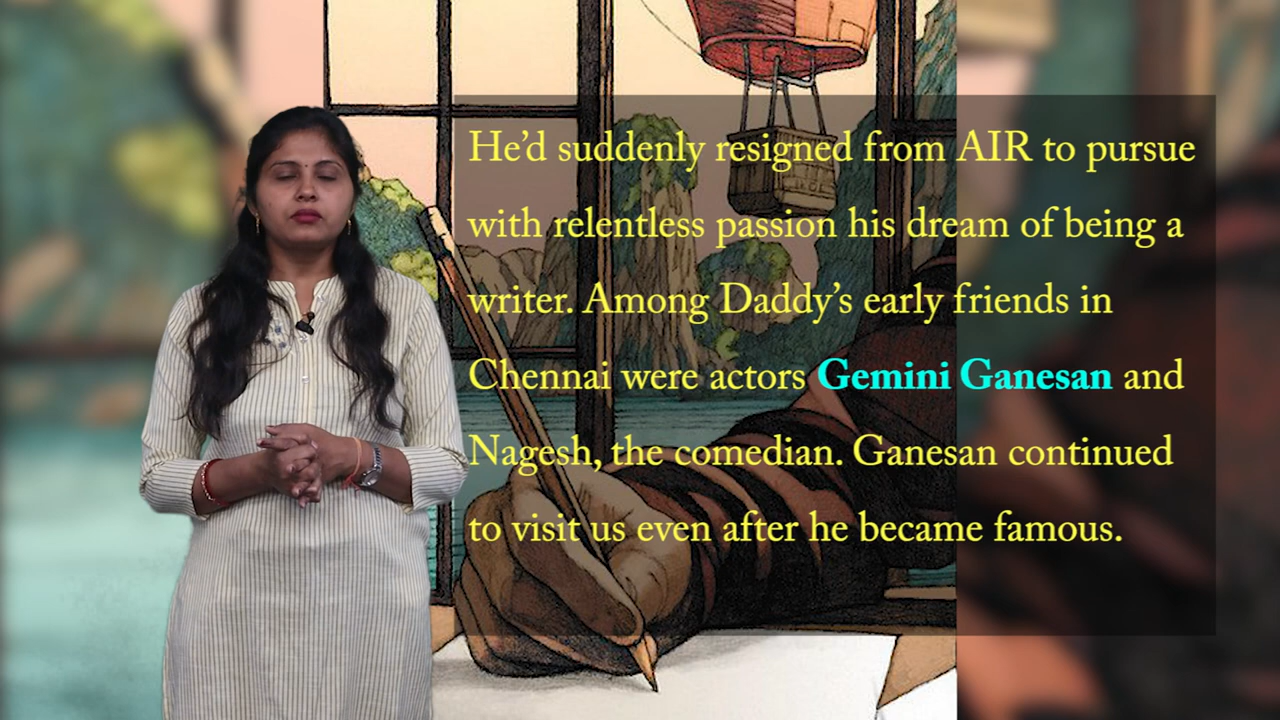 He’d suddenly resigned from AIR to pursue
with relentless passion his dream of being a
writer. Among Daddy’s early friends in
Chennai were actors Gemini Ganesan and
Nagesh, the comedian. Ganesan continued
to visit us even after he became famous.